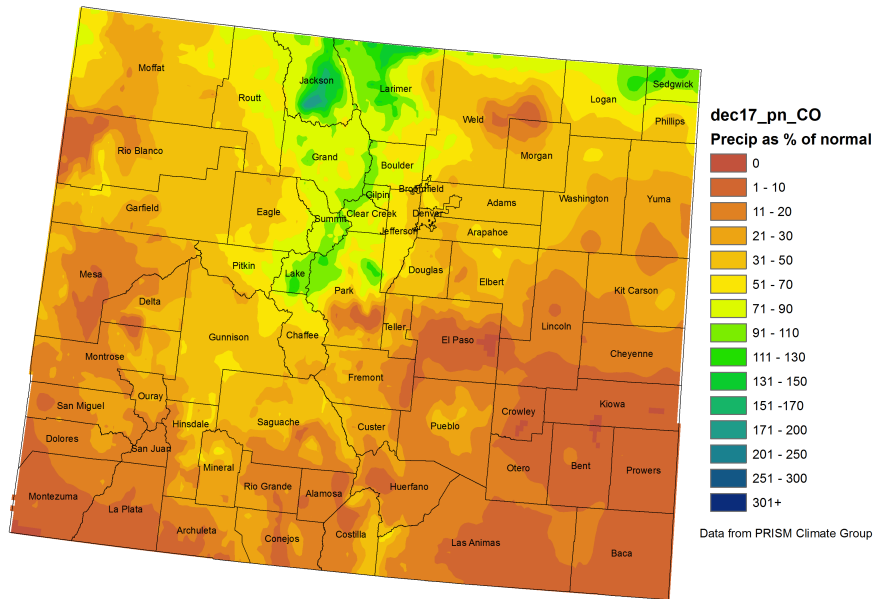 dec17_pn_CO
Precip as % of normal
0
1 - 10
11 - 20
21 - 30
31 - 50
51 - 70
71 - 90
91 - 110
111 - 130
131 - 150
151 -170
171 - 200
201 - 250
251 - 300
301+
Data from PRISM Climate Group
Moffat
Routt
Jackson
Larimer
Weld
Logan
Sedgwick
Phillips
Rio Blanco
Grand
Boulder
Morgan
Gilpin
Broomfield
Garfield
Eagle
Summit
Clear Creek
Denver
Adams
Washington
Yuma
Jefferson
Arapahoe
Mesa
Pitkin
Lake
Park
Douglas
Elbert
Kit Carson
Delta
Gunnison
Chaffee
Teller
El Paso
Lincoln
Cheyenne
Montrose
Fremont
Ouray
San Miguel
Hinsdale
Saguache
Custer
Pueblo
Crowley
Kiowa
Dolores
San Juan
Mineral
Rio Grande
Alamosa
Huerfano
Otero
Bent
Prowers
Montezuma
La Plata
Archuleta
Conejos
Costilla
Las Animas
Baca